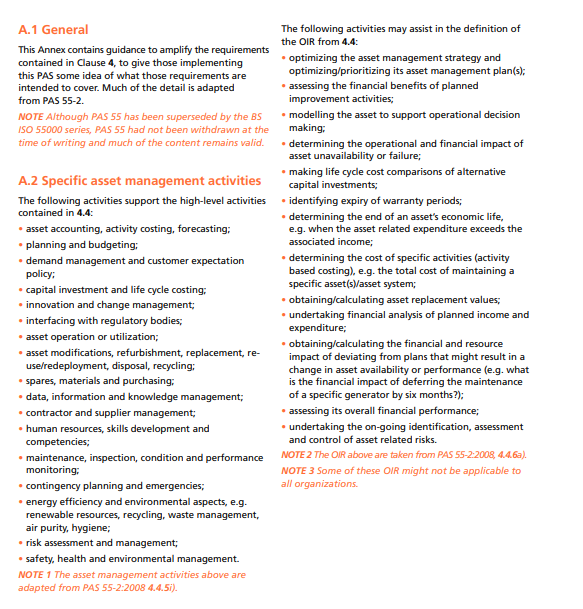 A.1 General
This Annex contains guidance to amplify the requirements
contained in Clause 4, to give those implementing
this PAS some idea of what those requirements are
intended to cover. Much of the detail is adapted
from PAS 55-2.
NOTE Although PAS 55 has been superseded by the BS
ISO 55000 series, PAS 55 had not been withdrawn at the
time of writing and much of the content remains valid.
A.2 Specific asset management activities
The following activities support the high-level activities
contained in 4.4:
• asset accounting, activity costing, forecasting;
• planning and budgeting;
• demand management and customer expectation
policy;
• capital investment and life cycle costing;
• innovation and change management;
• interfacing with regulatory bodies;
• asset operation or utilization;
• asset modifications, refurbishment, replacement, re-
use/redeployment, disposal, recycling;
• spares, materials and purchasing;
• data, information and knowledge management;
• contractor and supplier management;
• human resources, skills development and
competencies;
• maintenance, inspection, condition and performance
monitoring;
• contingency planning and emergencies;
• energy efficiency and environmental aspects, e.g.
renewable resources, recycling, waste management,
air purity, hygiene;
• risk assessment and management;
• safety, health and environmental management.
NOTE 1 The asset management activities above are
adapted from PAS 55-2:2008 4.4.5i).
The following activities may assist in the definition of
the OIR from 4.4:
• optimizing the asset management strategy and
optimizing/prioritizing its asset management plan(s);
• assessing the financial benefits of planned
improvement activities;
• modelling the asset to support operational decision
making;
• determining the operational and financial impact of
asset unavailability or failure;
• making life cycle cost comparisons of alternative
capital investments;
• identifying expiry of warranty periods;
• determining the end of an asset's economic life,
e.g. when the asset related expenditure exceeds the
associated income;
• determining the cost of specific activities (activity
based costing), e.g. the total cost of maintaining a
specific asset(s)/asset system;
• obtaining/calculating asset replacement values;
• undertaking financial analysis of planned income and
expenditure;
• obtaining/calculating the financial and resource
impact of deviating from plans that might result in a
change in asset availability or performance (e.g. what
is the financial impact of deferring the maintenance
of a specific generator by six months?);
• assessing its overall financial performance;
• undertaking the on-going identification, assessment
and control of asset related risks.
NOTE 2 The OIR above are taken from PAS 55-2:2008, 4.4.6a).
NOTE 3 Some of these OIR might not be applicable to
all organizations.